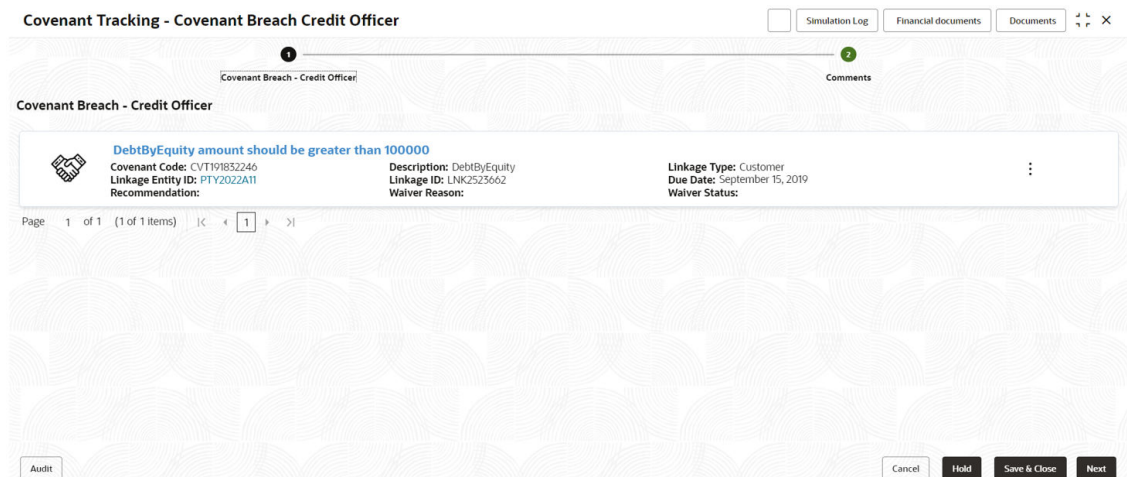 Covenant Tracking - Covenant Breach Credit Officer
Simulation Log
Financial documents
Documents
1
2
Covenant Breach - Credit Officer
Comments
Covenant Breach - Credit Officer
DebtByEquity amount should be greater than 100000
Covenant Code: CVT191832246
Description: DebtByEquity
Linkage Type: Customer
Linkage Entity ID: PTY2022A11
Linkage ID: LNK2523662
Due Date: September 15, 2019
Recommendation:
Waiver Reason:
Waiver Status:
Page 1 of 1 (1 of 1 items) 1
Audit
Cancel
Hold
Save & Close
Next